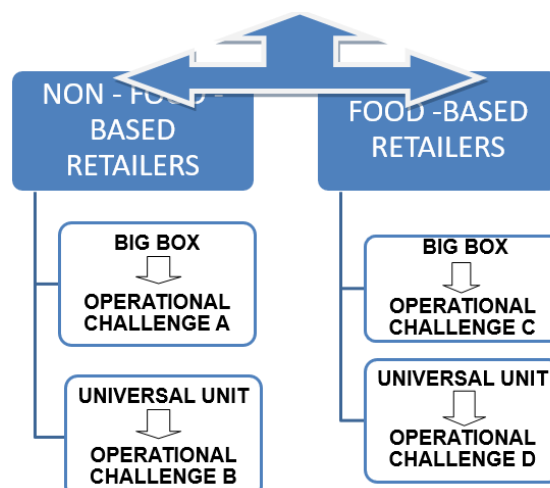 NON - FOOD -
BASED
RETAILERS
BIG BOX
OPERATIONAL
CHALLENGE A
UNIVERSAL UNIT
OPERATIONAL
CHALLENGE B
FOOD -BASED
RETAILERS
BIG BOX
OPERATIONAL
CHALLENGE C
UNIVERSAL UNIT
OPERATIONAL
CHALLENGE D